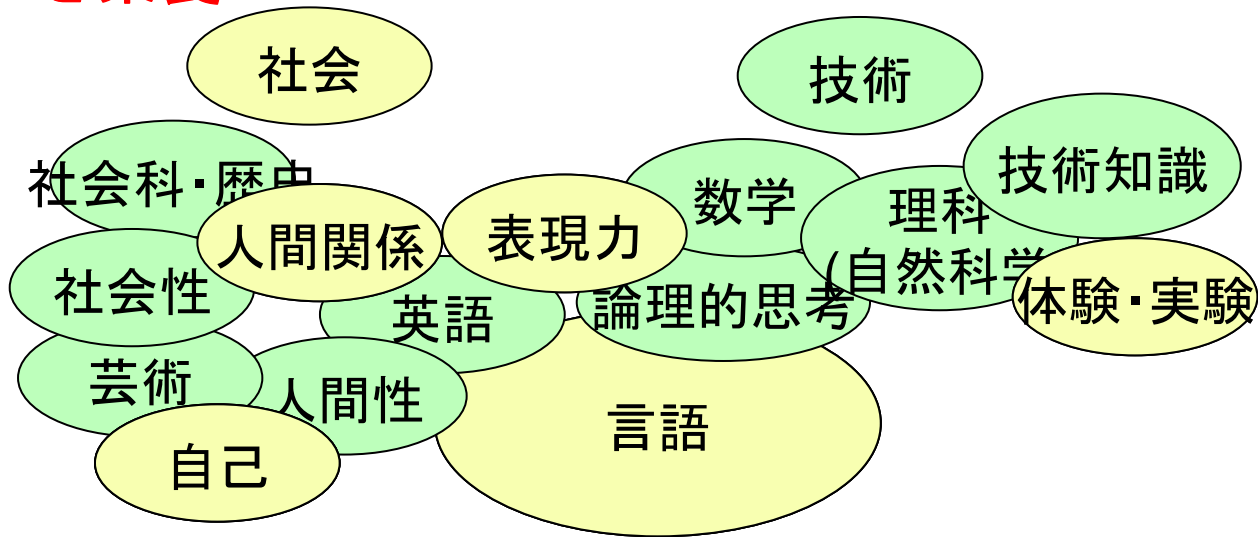 社会
技術
社会科・歴史
技術知識
数学
理科
(自然科学
人間関係
表現力
社会性
英語
論理的思考
体験・実験
芸術
人間性
言語
自己